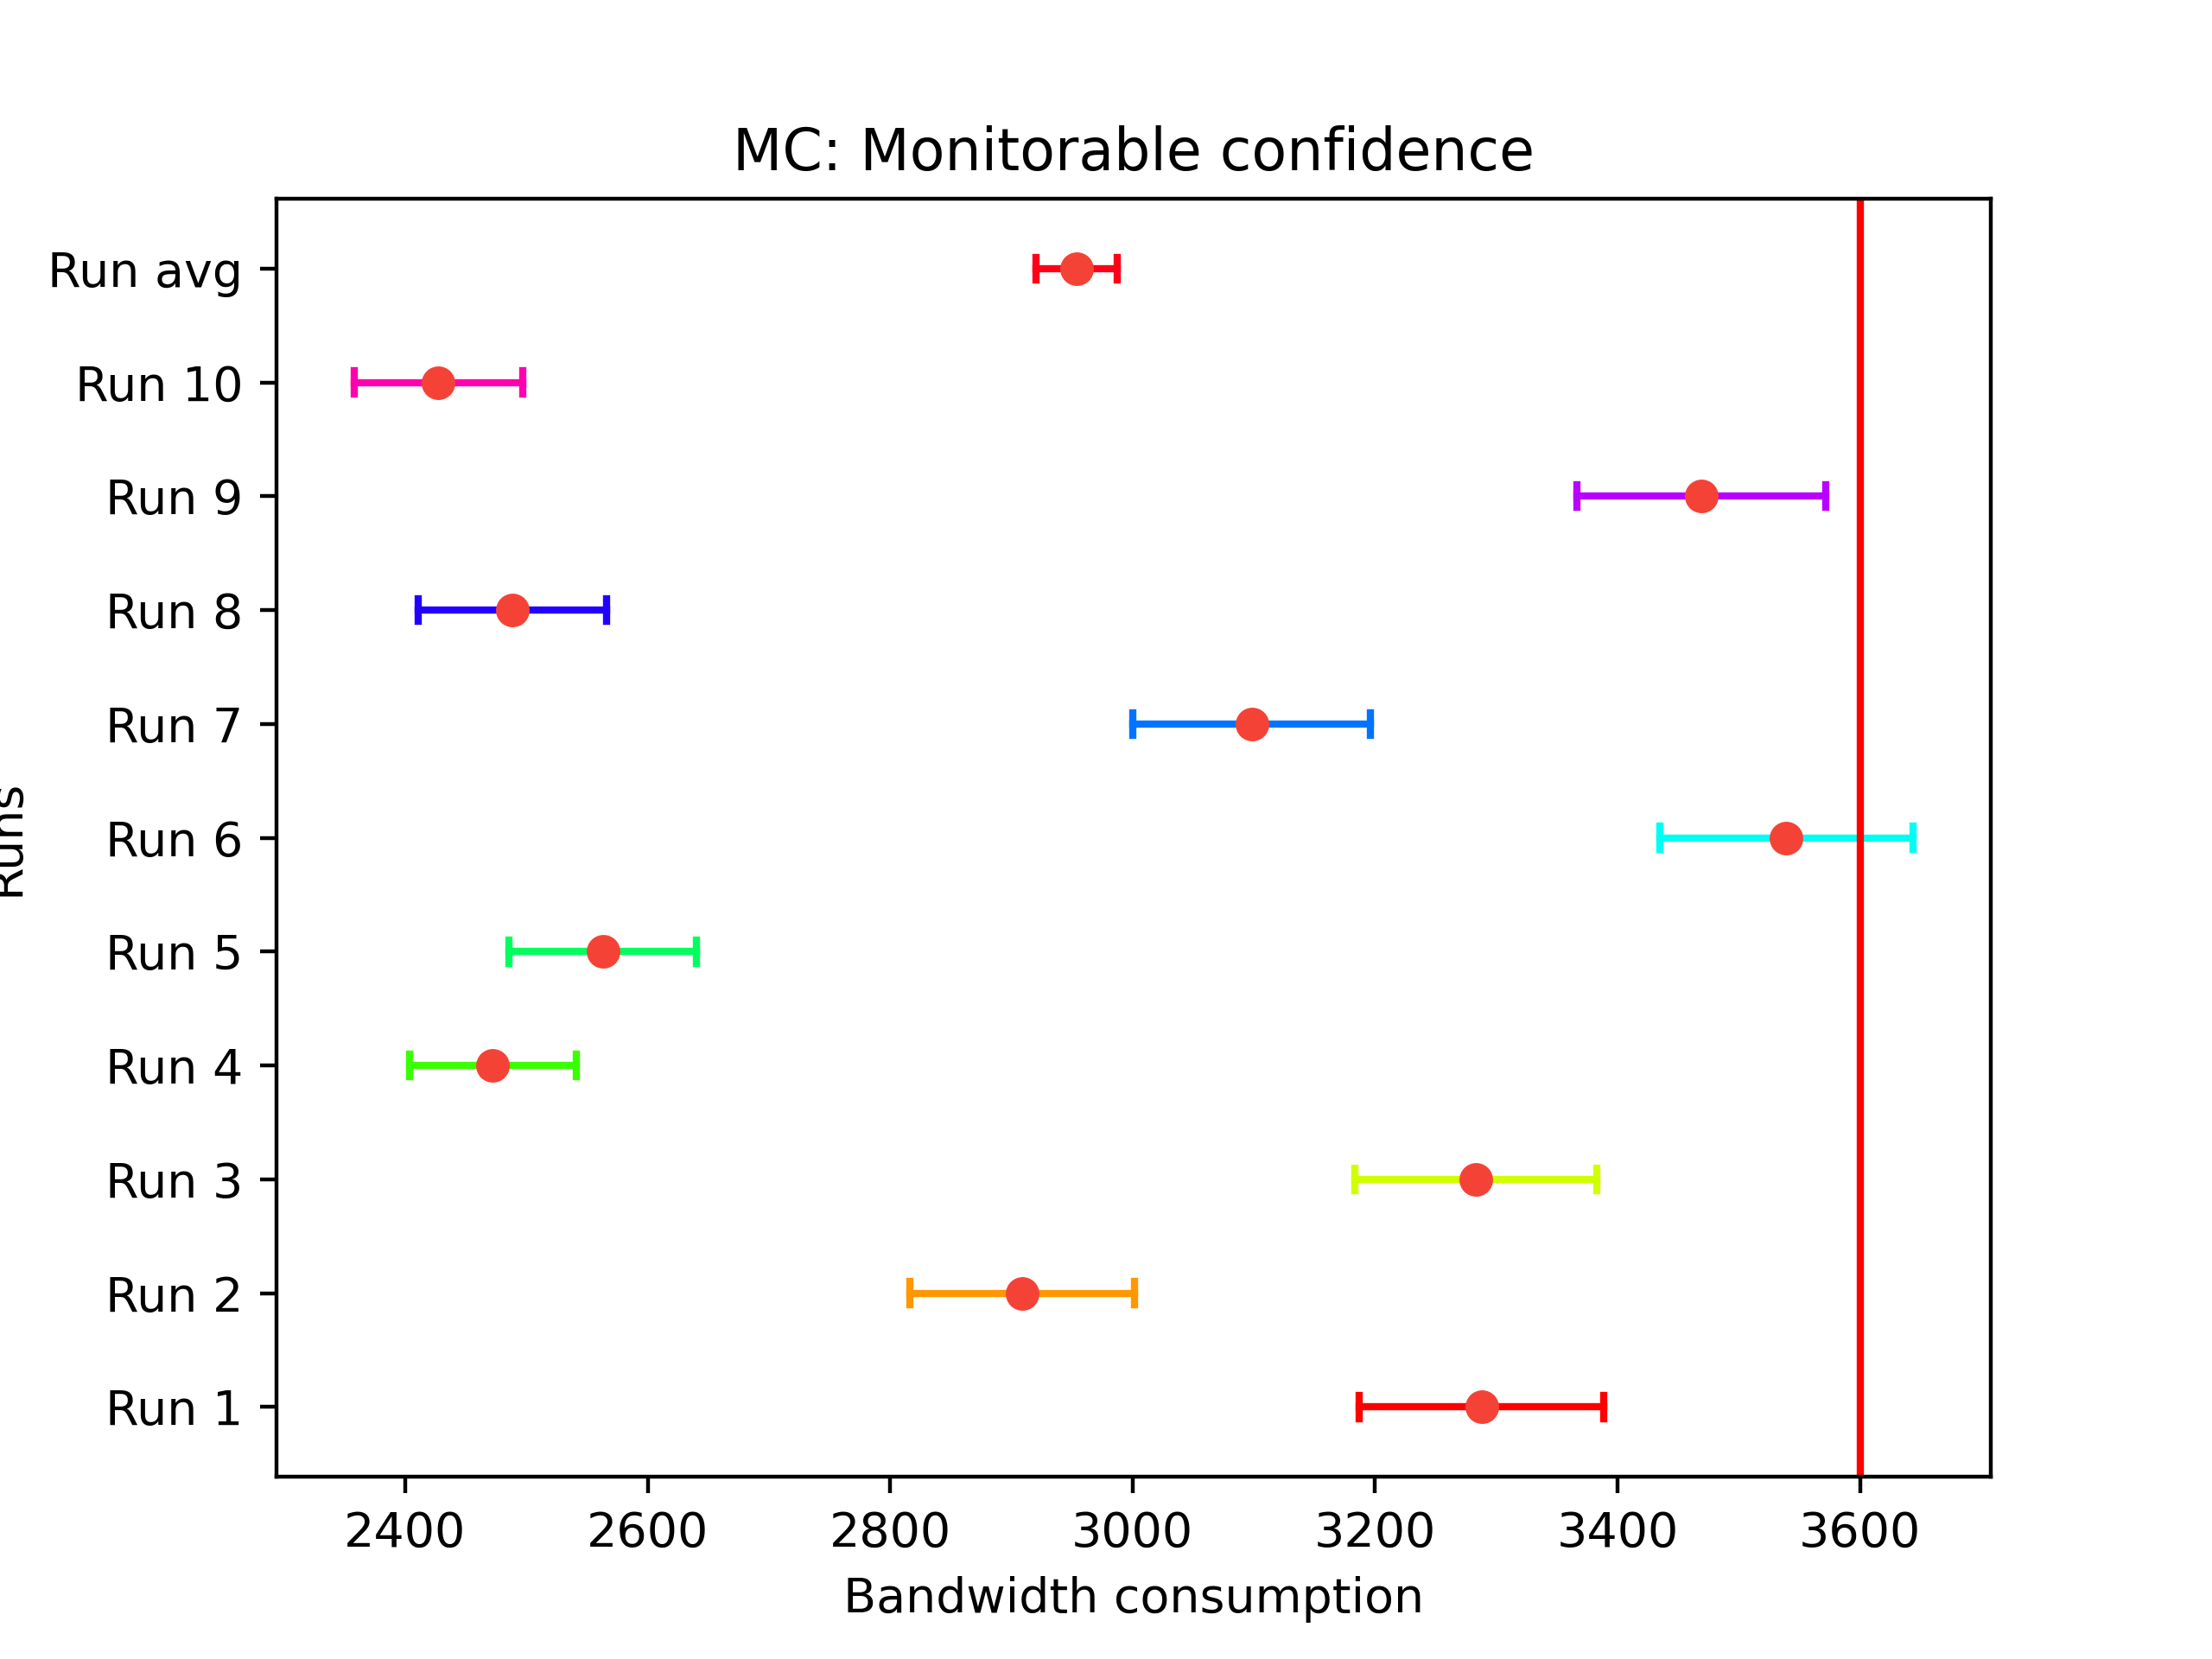 MC: Monitorable confidence
Run avg
Run 10
Run 9
Run 8
Run 7
Run 6
Run 5
Run 4
Run 3
Run 2
Run 1
Runs
2400 2600 2800 3000 3200 3400 3600
Bandwidth consumption